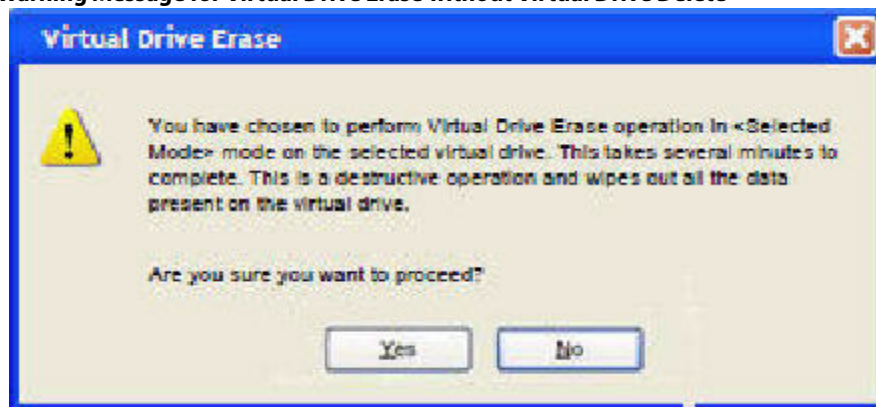 Warning Message for Virtual Drive Erase without Virtual Drive Delete
Virtual Drive Erase
You have chosen to perform Virtual Drive Erase operation in <Selected
Mode> mode on the selected virtual drive. This takes several minutes to
complete. This is a destructive operation and wipes out all the data
present on the virtual drive.
Are you sure you want to proceed?
Yes
No